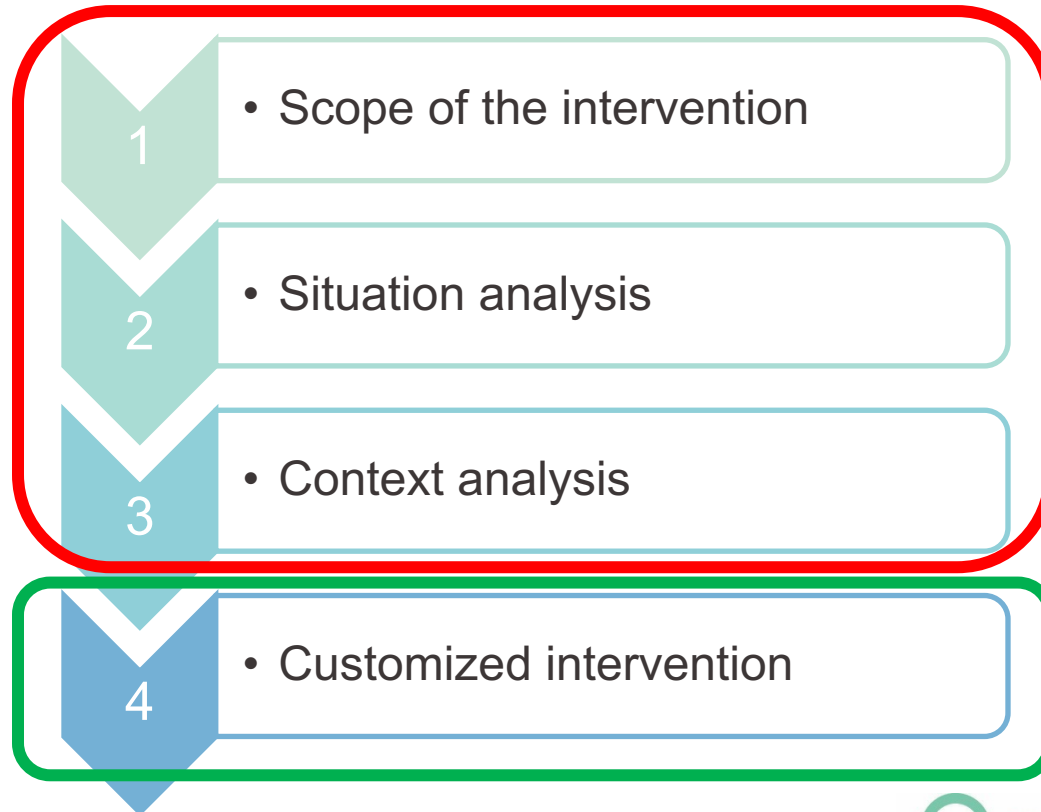 1
• Scope of the intervention
2
• Situation analysis
3
• Context analysis
4
• Customized intervention